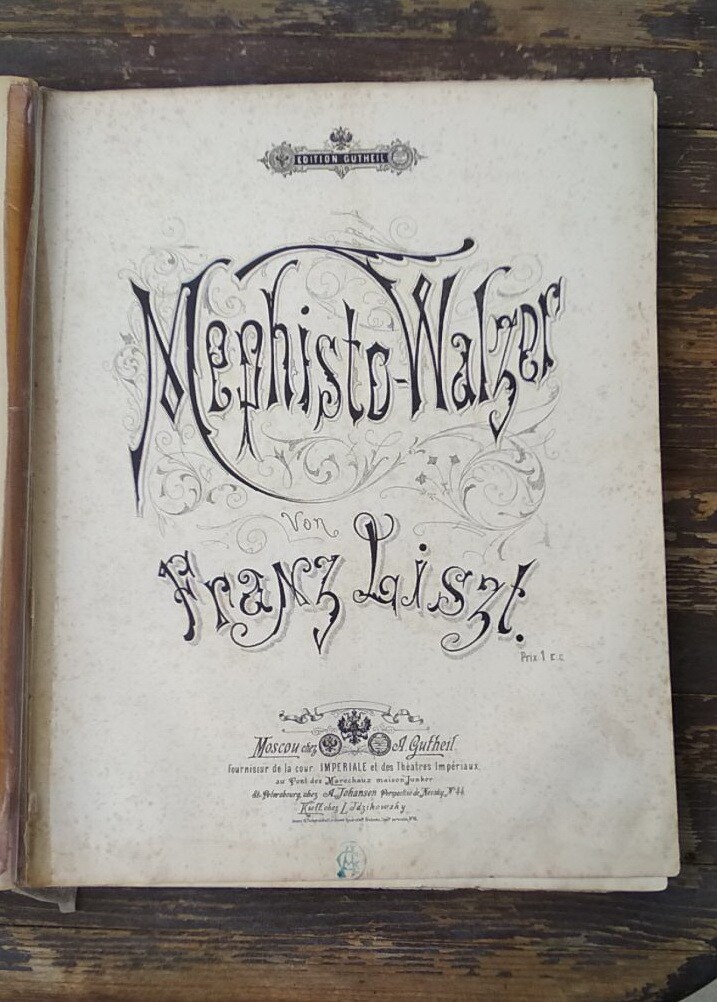 EDITION GUTHEIL
Mephisto-Walzer
von
Franz Liszt.
Prix 1 r. c.
Moscou chez A. Gutheil
Fournisseur de la cour IMPERIALE et des Théatres Impériaux,
au Pont des Marechaux maison Junker
St. Petersbourg, chez A. Johansen Perspective de Nevsky, N° 44
Kieff, chez L. Idzikowsky